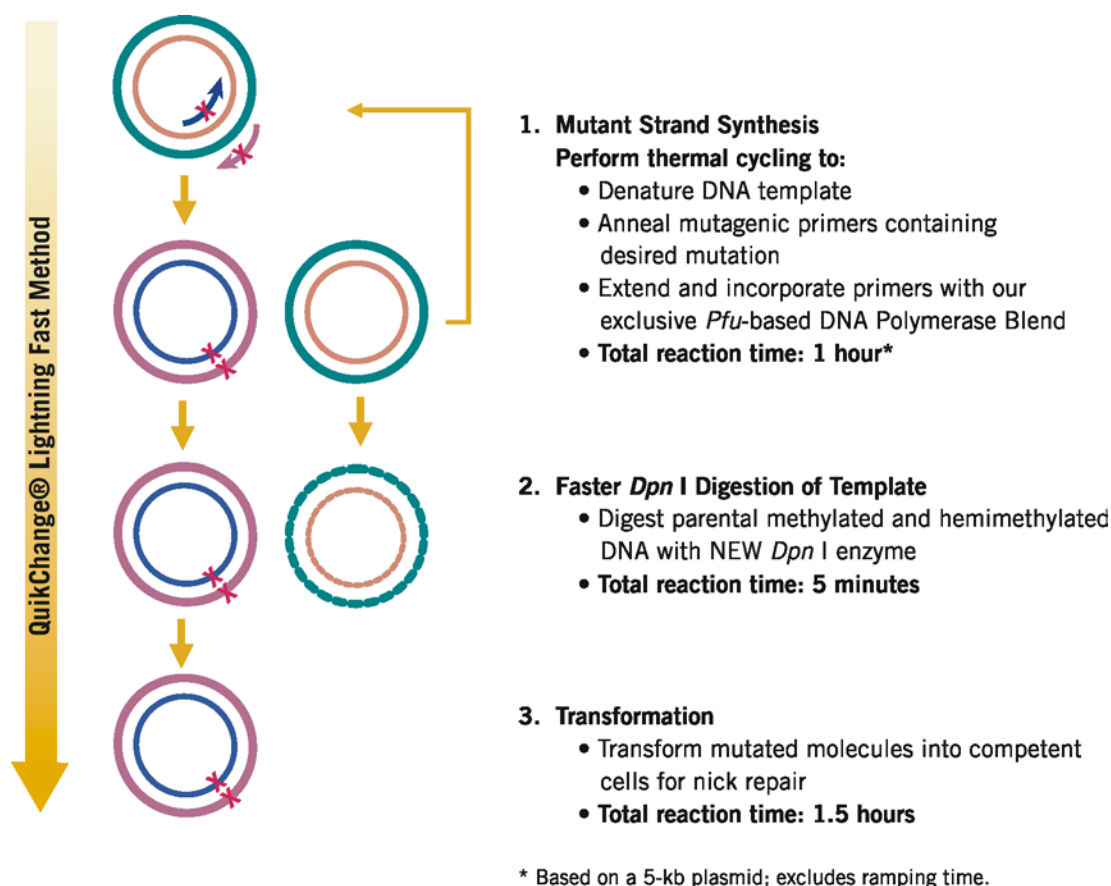 QuikChange® Lightning Fast Method
1. Mutant Strand Synthesis
Perform thermal cycling to:
• Denature DNA template
• Anneal mutagenic primers containing
desired mutation
• Extend and incorporate primers with our
exclusive Pfu-based DNA Polymerase Blend
• Total reaction time: 1 hour*
2. Faster Dpn I Digestion of Template
• Digest parental methylated and hemimethylated
DNA with NEW Dpn I enzyme
• Total reaction time: 5 minutes
3. Transformation
• Transform mutated molecules into competent
cells for nick repair
• Total reaction time: 1.5 hours
* Based on a 5-kb plasmid; excludes ramping time.